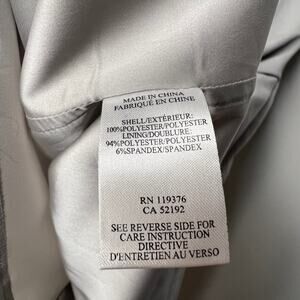 MADE IN CHINA
FABRIQUÉ EN CHINE
SHELL/EXTÉRIEUR:
100%POLYESTER/POLYESTER
LINING/DOUBLURE:
94%POLYESTER/POLYESTER
6%SPANDEX/SPANDEX
RN 119376
CA 52192
SEE REVERSE SIDE FOR
CARE INSTRUCTION
DIRECTIVE
D'ENTRETIEN AU VERSO